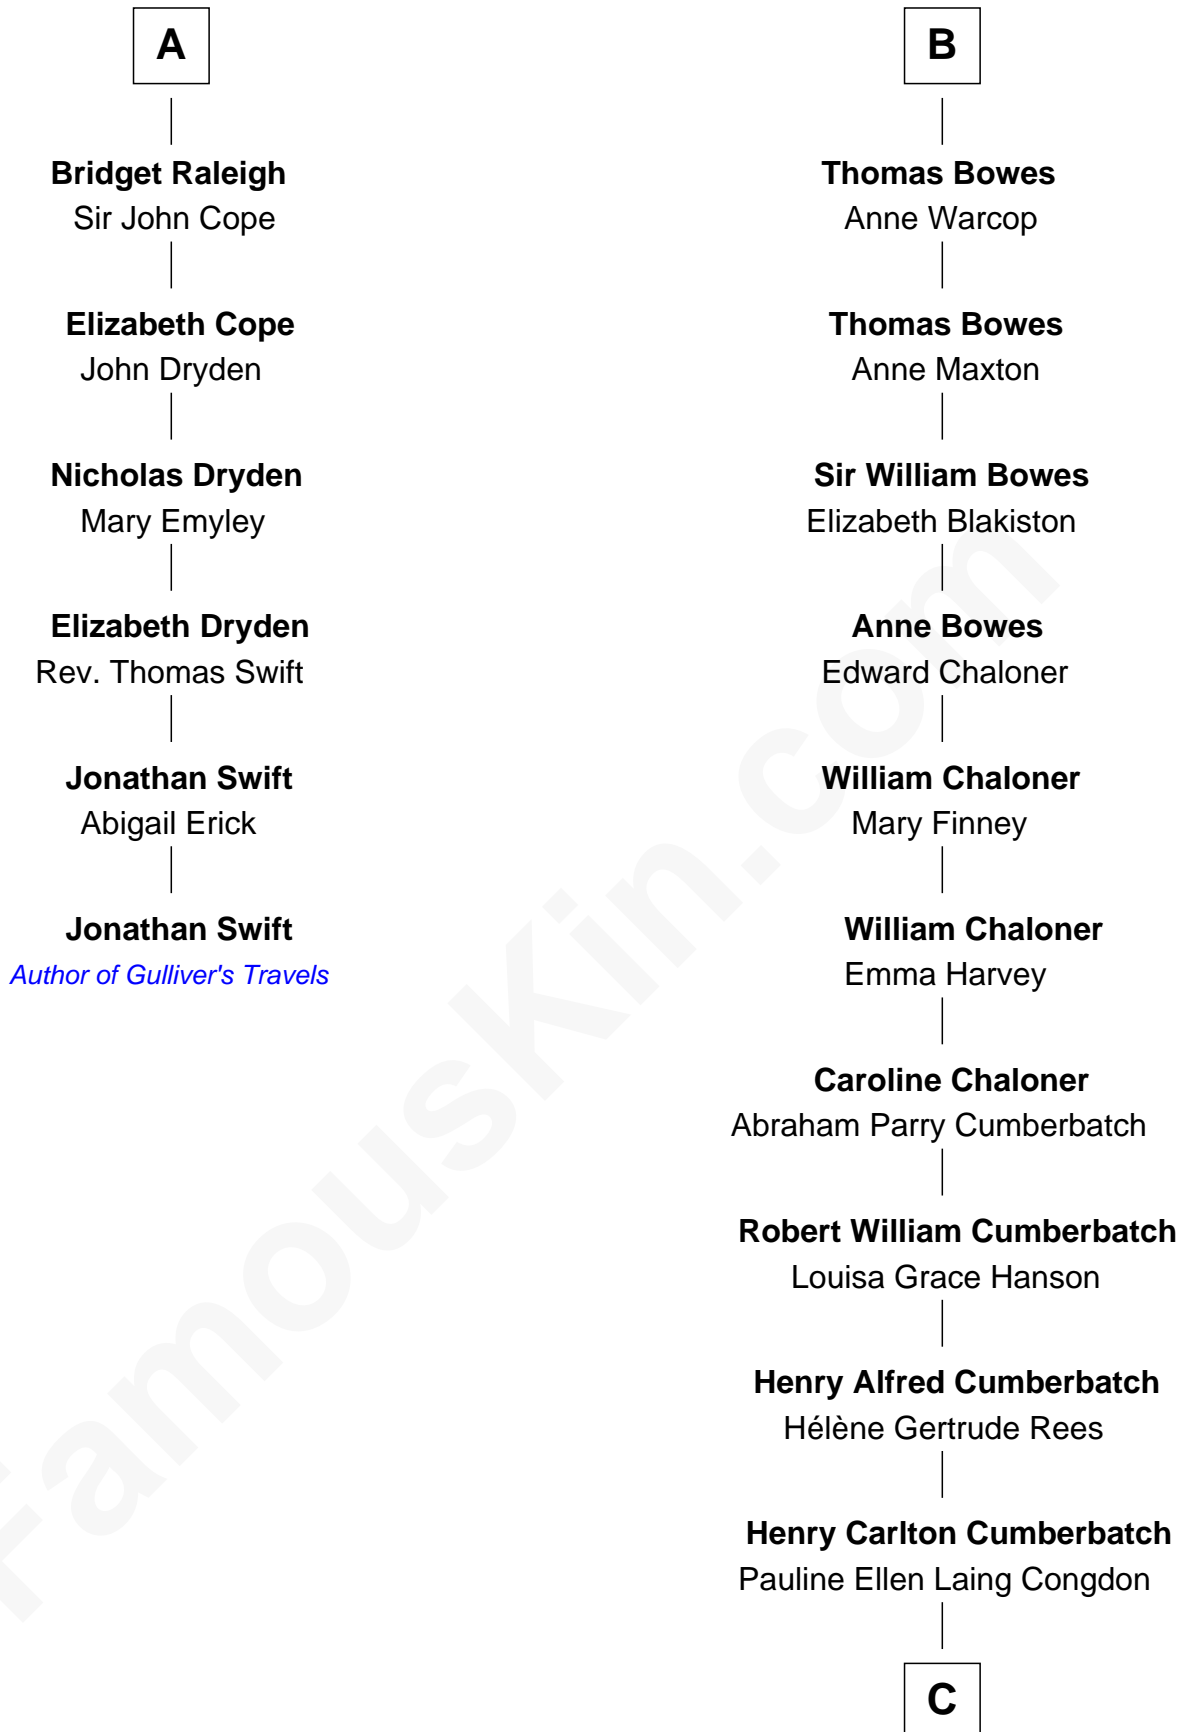 A
Bridget Raleigh
Sir John Cope
Elizabeth Cope
John Dryden
Nicholas Dryden
Mary Emyley
Elizabeth Dryden
Rev. Thomas Swift
Jonathan Swift
Abigail Erick
Jonathan Swift
Author of Gulliver's Travels
B
Thomas Bowes
Anne Warcop
Thomas Bowes
Anne Maxton
Sir William Bowes
Elizabeth Blakiston
Anne Bowes
Edward Chaloner
William Chaloner
Mary Finney
William Chaloner
Emma Harvey
Caroline Chaloner
Abraham Parry Cumberbatch
Robert William Cumberbatch
Louisa Grace Hanson
Henry Alfred Cumberbatch
Hélène Gertrude Rees
Henry Carlton Cumberbatch
Pauline Ellen Laing Congdon
C
FamousKin.com